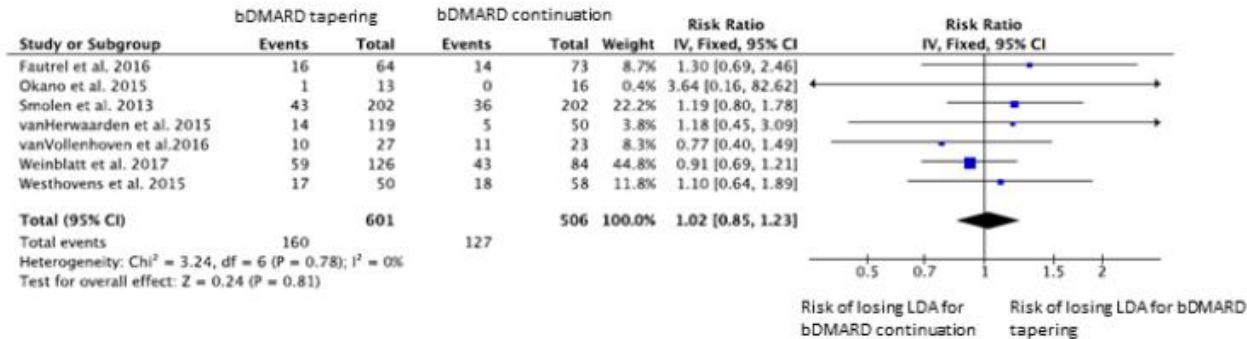 bDMARD tapering bDMARD continuation
Risk Ratio Risk Ratio
Study or Subgroup Events Total Events Total Weight IV, Fixed, 95% CI IV, Fixed, 95% CI
Fautrel et al. 2016 16 64 14 73 8.7% 1.30 [0.69, 2.46]
Okano et al. 2015 1 13 0 16 0.4% 3.64 [0.16, 82.62]
Smolen et al. 2013 43 202 36 202 22.2% 1.19 [0.80, 1.78]
vanHerwaarden et al. 2015 14 119 5 50 3.8% 1.18 [0.45, 3.09]
vanVollenhoven et al.2016 10 27 11 23 8.3% 0.77 [0.40, 1.49]
Weinblatt et al. 2017 59 126 43 84 44.8% 0.91 [0.69, 1.21]
Westhovens et al. 2015 17 50 18 58 11.8% 1.10 [0.64, 1.89]
Total (95% CI) 601 506 100.0% 1.02 [0.85, 1.23]
Total events 160 127
Heterogeneity: Chi² = 3.24, df = 6 (P = 0.78); I² = 0%
Test for overall effect: Z = 0.24 (P = 0.81)
0.5 0.7 1 1.5 2
Risk of losing LDA for Risk of losing LDA for bDMARD
bDMARD continuation tapering